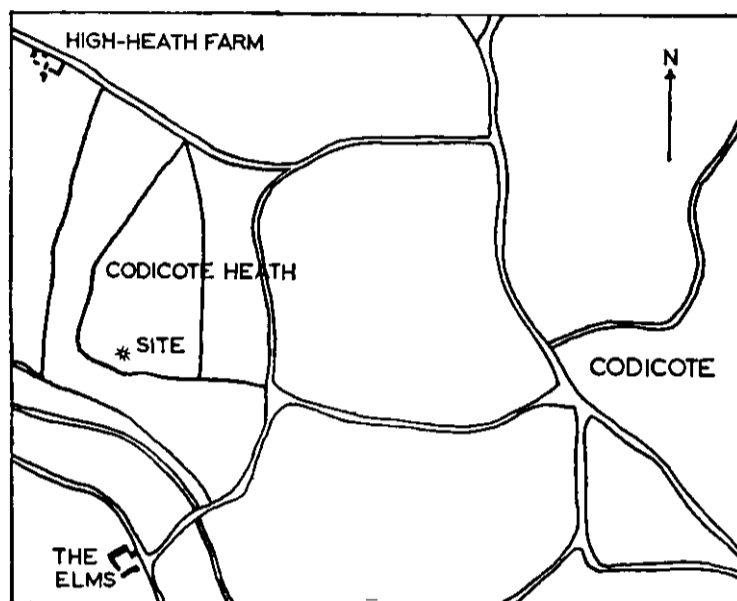 HIGH-HEATH FARM
N
CODICOTE HEATH
SITE
CODICOTE
THE
ELMS